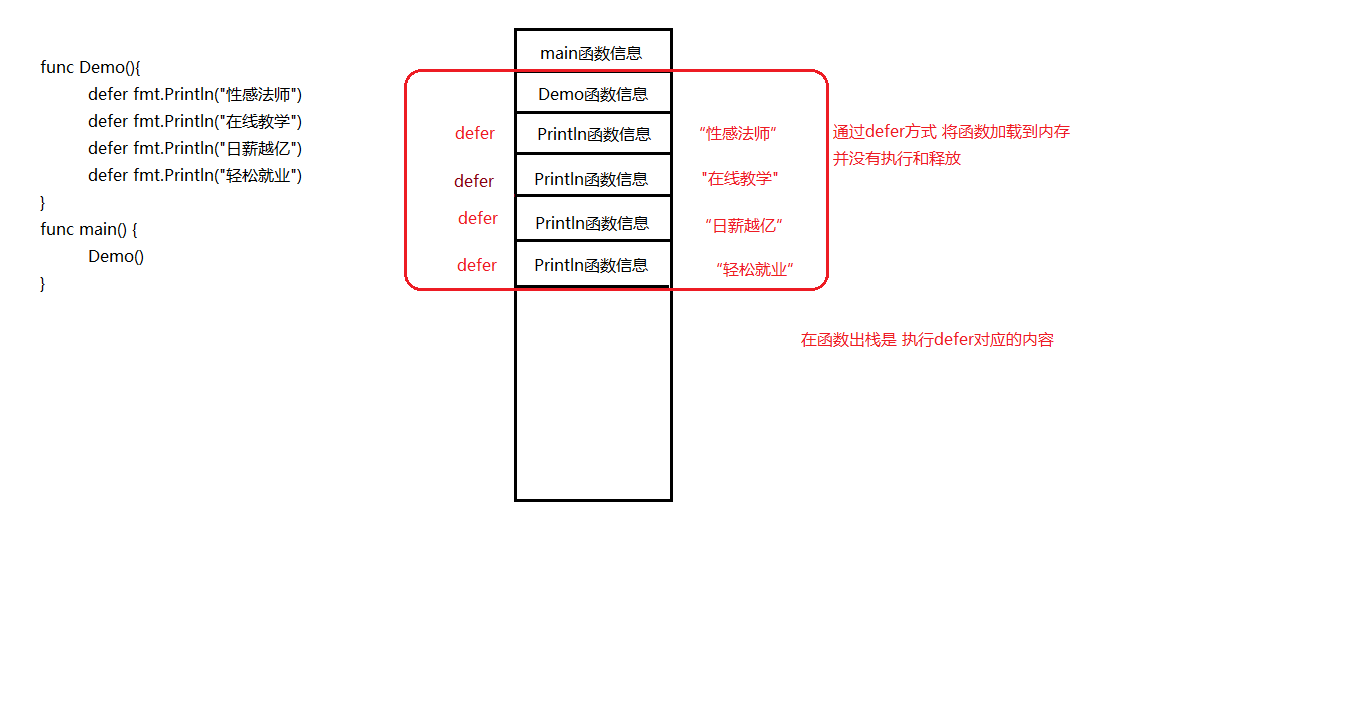 func Demo(){
defer fmt.Println("性感法师")
defer fmt.Println("在线教学")
defer fmt.Println("日薪越亿")
defer fmt.Println("轻松就业")
}
func main() {
Demo()
}
main函数信息
Demo函数信息
defer Println函数信息 “性感法师“
defer Println函数信息 "在线教学"
defer Println函数信息 “日薪越亿“
defer Println函数信息 “轻松就业“
通过defer方式 将函数加载到内存
并没有执行和释放
在函数出栈是 执行defer对应的内容